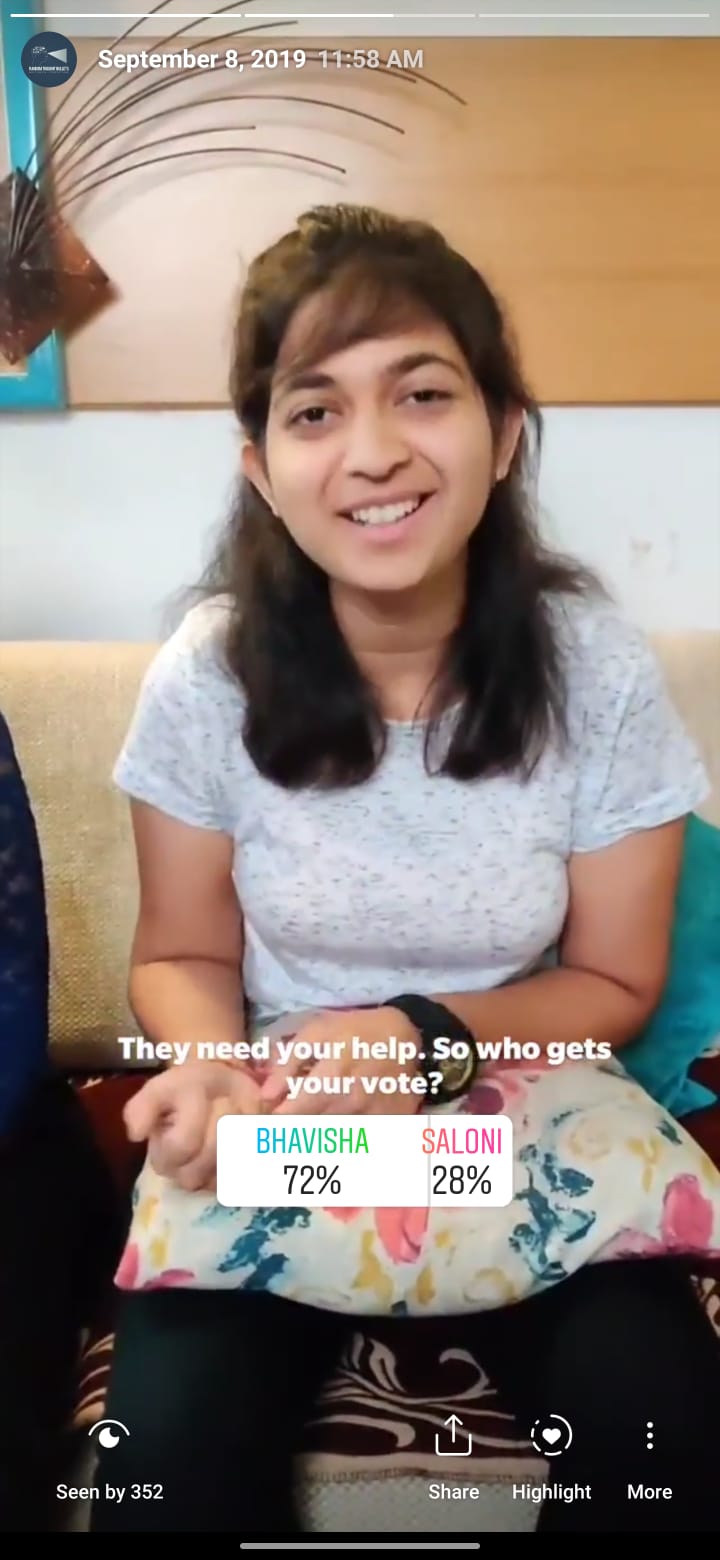 September 8, 2019 11:58 AM
They need your help. So who gets
your vote?
BHAVISHA SALONI
72% 28%
Seen by 352 Share Highlight More